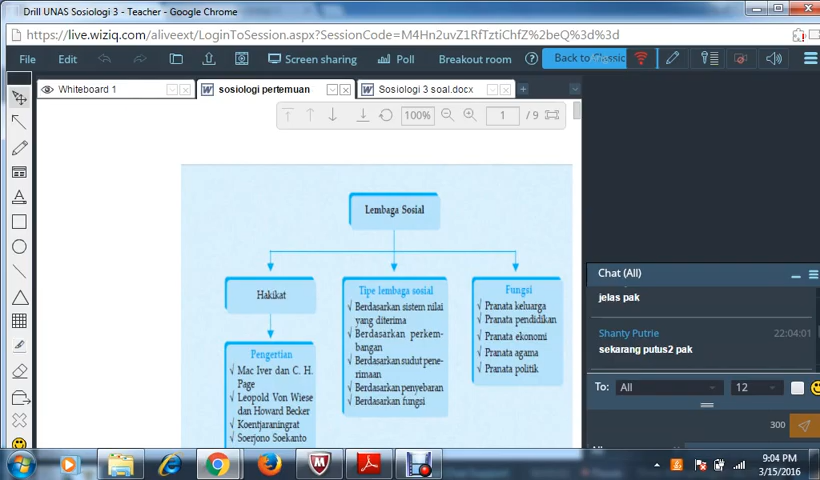 Drill UNAS Sosiologi 3 - Teacher - Google Chrome
https://live.wiziq.com/aliveext/LoginToSession.aspx?SessionCode=M4Hn2uvZ1RfTztiChfZ%2beQ%3d%3d
File Edit Screen sharing Poll Breakout room Back to Classic
Whiteboard 1 sosiologi pertemuan Sosiologi 3 soal.docx
100% 1 / 9
Lembaga Sosial
Hakikat
Pengertian
√ Mac Iver dan C. H.
Page
√ Leopold Von Wiese
dan Howard Becker
√ Koentjaraningrat
√ Soerjono Soekanto
Tipe lembaga sosial
√ Berdasarkan sistem nilai
yang diterima
√ Berdasarkan perkem-
bangan
√ Berdasarkan sudut pene-
rimaan
√ Berdasarkan penyebaran
√ Berdasarkan fungsi
Fungsi
√ Pranata keluarga
√ Pranata pendidikan
√ Pranata ekonomi
√ Pranata agama
√ Pranata politik
Chat (All)
jelas pak
Shanty Putrie 22:04:01
sekarang putus2 pak
To: All 12
300
9:04 PM
3/15/2016